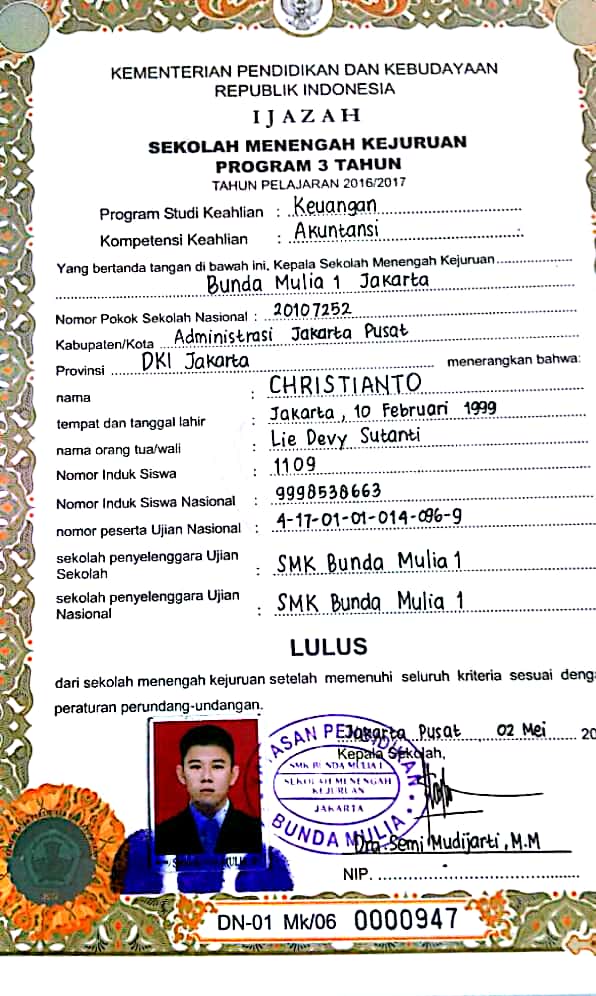 KEMENTERIAN PENDIDIKAN DAN KEBUDAYAAN
REPUBLIK INDONESIA
IJAZAH
SEKOLAH MENENGAH KEJURUAN
PROGRAM 3 TAHUN
TAHUN PELAJARAN 2016/2017
Program Studi Keahlian : Keuangan
Kompetensi Keahlian : Akuntansi
Yang bertanda tangan di bawah ini, Kepala Sekolah Menengah Kejuruan
Bunda Mulia 1 Jakarta
Nomor Pokok Sekolah Nasional : 20107252
Kabupaten/Kota Administrasi Jakarta Pusat
Provinsi DKI Jakarta menerangkan bahwa:
nama : CHRISTIANTO
tempat dan tanggal lahir : Jakarta, 10 Februari 1999
nama orang tua/wali : Lie Devy Sutanti
Nomor Induk Siswa : 1109
Nomor Induk Siswa Nasional : 9998538663
nomor peserta Ujian Nasional : 4-17-01-01-014-096-9
sekolah penyelenggara Ujian
Sekolah : SMK Bunda Mulia 1
sekolah penyelenggara Ujian
Nasional : SMK Bunda Mulia 1
LULUS
dari sekolah menengah kejuruan setelah memenuhi seluruh kriteria sesuai deng
peraturan perundang-undangan.
Jakarta Pusat, 02 Mei 20
Kepala Sekolah,
SMK BUNDA MULIA 1
SEKOLAH MENENGAH
KEJURUAN
JAKARTA
BUNDA MULIA
Dra. Semi Mudijarti, M.M
NIP.
DN-01 Mk/06 0000947